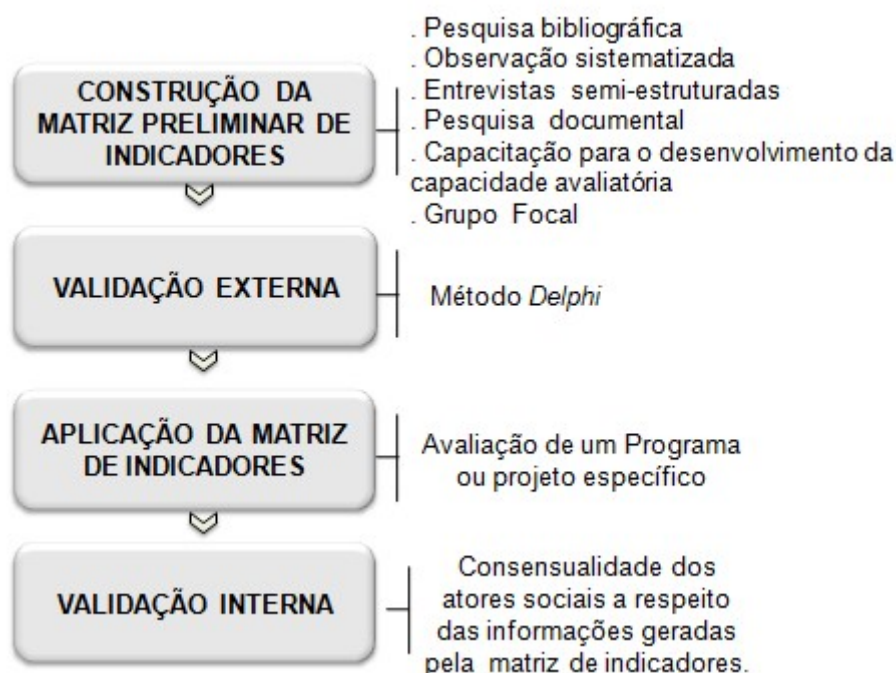 CONSTRUÇÃO DA
MATRIZ PRELIMINAR DE
INDICADORES
. Pesquisa bibliográfica
. Observação sistematizada
. Entrevistas semi-estruturadas
. Pesquisa documental
. Capacitação para o desenvolvimento da
capacidade avaliatória
. Grupo Focal
VALIDAÇÃO EXTERNA
Método Delphi
APLICAÇÃO DA MATRIZ
DE INDICADORES
Avaliação de um Programa
ou projeto específico
VALIDAÇÃO INTERNA
Consensualidade dos
atores sociais a respeito
das informações geradas
pela matriz de indicadores.